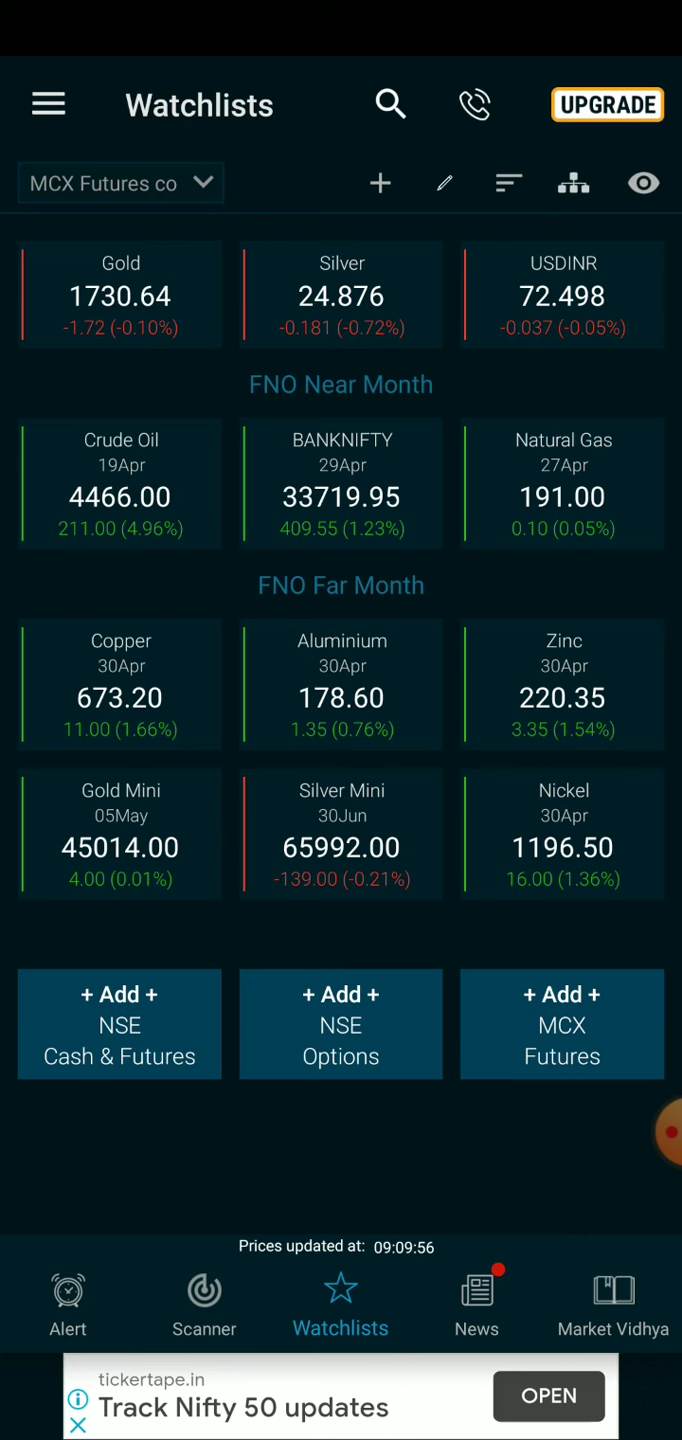 Watchlists
UPGRADE
MCX Futures co
Gold
1730.64
-1.72 (-0.10%)
Silver
24.876
-0.181 (-0.72%)
USDINR
72.498
-0.037 (-0.05%)
FNO Near Month
Crude Oil
19Apr
4466.00
211.00 (4.96%)
BANKNIFTY
29Apr
33719.95
409.55 (1.23%)
Natural Gas
27Apr
191.00
0.10 (0.05%)
FNO Far Month
Copper
30Apr
673.20
11.00 (1.66%)
Aluminium
30Apr
178.60
1.35 (0.76%)
Zinc
30Apr
220.35
3.35 (1.54%)
Gold Mini
05May
45014.00
4.00 (0.01%)
Silver Mini
30Jun
65992.00
-139.00 (-0.21%)
Nickel
30Apr
1196.50
16.00 (1.36%)
+ Add +
NSE
Cash & Futures
+ Add +
NSE
Options
+ Add +
MCX
Futures
Prices updated at: 09:09:56
Alert
Scanner
Watchlists
News
Market Vidhya
tickertape.in
Track Nifty 50 updates
OPEN